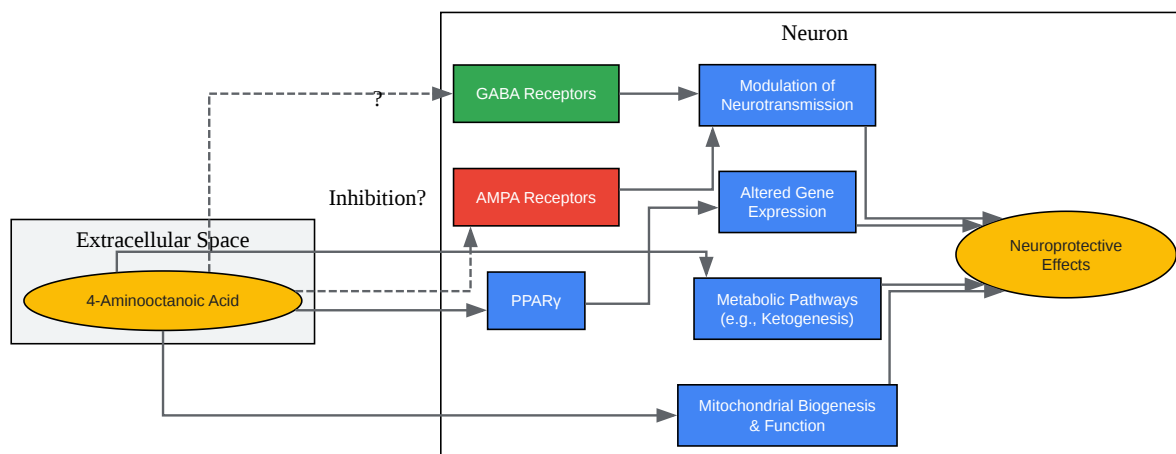 Neuron
GABA Receptors
Modulation of
Neurotransmission
?
AMPA Receptors
Inhibition?
Altered Gene
Expression
Extracellular Space
4-Aminooctanoic Acid
PPARγ
Metabolic Pathways
(e.g., Ketogenesis)
Neuroprotective
Effects
Mitochondrial Biogenesis
& Function